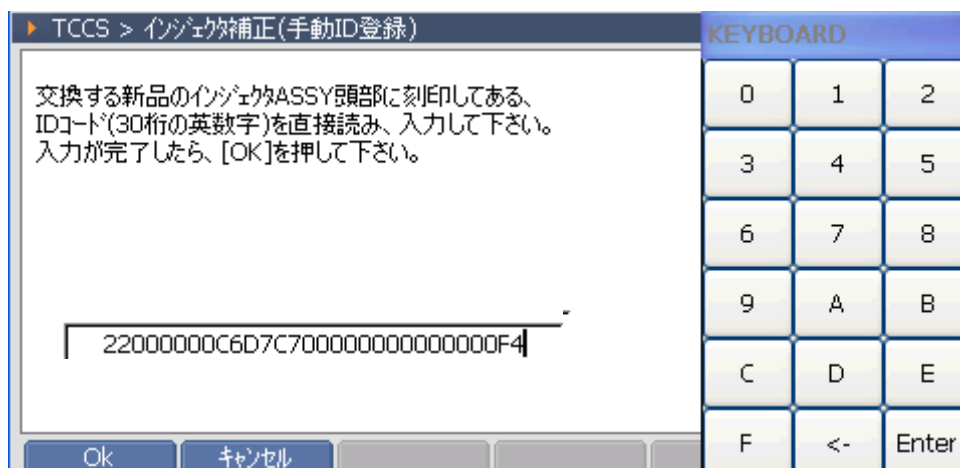 TCCS > インジェクタ補正(手動ID登録)
交換する新品のインジェクタASSY頭部に刻印してある、
IDコード(30桁の英数字)を直接読み、入力して下さい。
入力が完了したら、[OK]を押して下さい。
22000000C6D7C700000000000000F4
Ok キャンセル
KEYBOARD
0 1 2
3 4 5
6 7 8
9 A B
C D E
F <- Enter